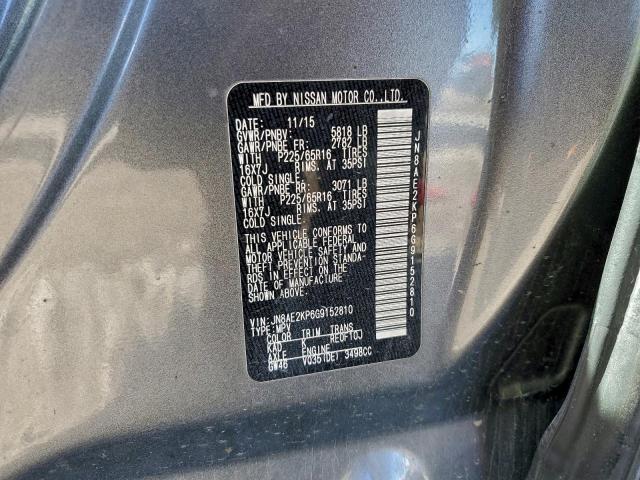 MFD BY NISSAN MOTOR CO.,LTD.
DATE: 11/15
GVWR/PNBV: 5818 LB
GAWR/PNBE FR: 2782 LB
WITH P225/65R16 TIRES
16X7J RIMS, AT 35PSI
COLD SINGLE
GAWR/PNBE RR: 3071 LB
WITH P225/65R16 TIRES
16X7J RIMS, AT 35PSI
COLD SINGLE
THIS VEHICLE CONFORMS TO
ALL APPLICABLE FEDERAL
MOTOR VEHICLE SAFETY AND
THEFT PREVENTION STANDA-
RDS IN EFFECT ON THE
DATE OF MANUFACTURE
SHOWN ABOVE.
VIN: JN8AE2KP6G9152810
TYPE: MPV
COLOR TRIM TRANS
KAD K RE0F10J
AXLE ENGINE
GW46 VQ35(DE) 3498CC
JN8AE2KP6G9152810